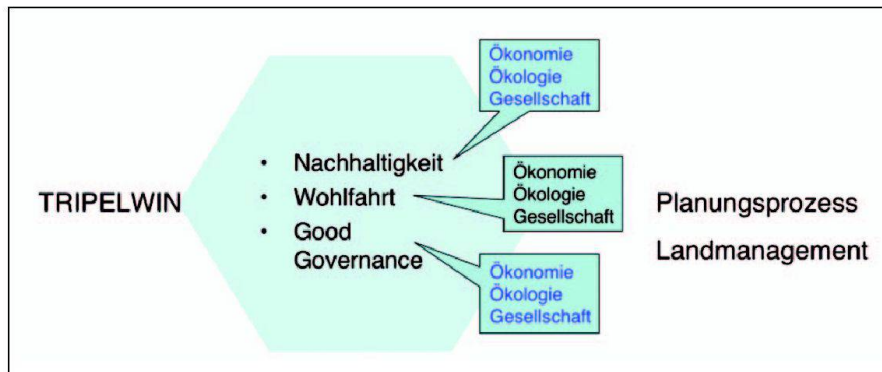 TRIPELWIN
• Nachhaltigkeit
• Wohlfahrt
• Good
Governance
Ökonomie
Ökologie
Gesellschaft
Ökonomie
Ökologie
Gesellschaft
Ökonomie
Ökologie
Gesellschaft
Planungsprozess
Landmanagement